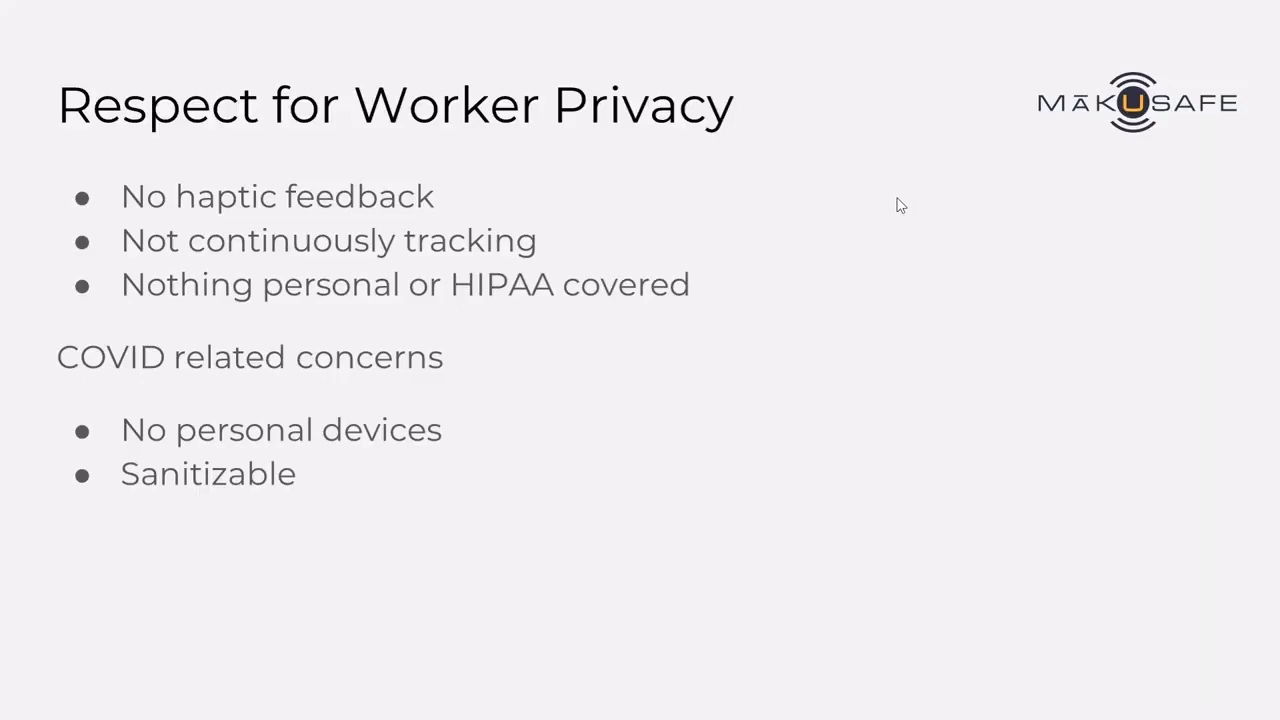 Respect for Worker Privacy
MĀKUSAFE
● No haptic feedback
● Not continuously tracking
● Nothing personal or HIPAA covered
COVID related concerns
● No personal devices
● Sanitizable